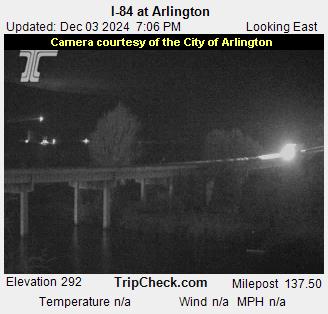 I-84 at Arlington
Updated: Dec 03 2024 7:06 PM Looking East
Camera courtesy of the City of Arlington
Elevation 292 TripCheck.com Milepost 137.50
Temperature n/a Wind n/a MPH n/a